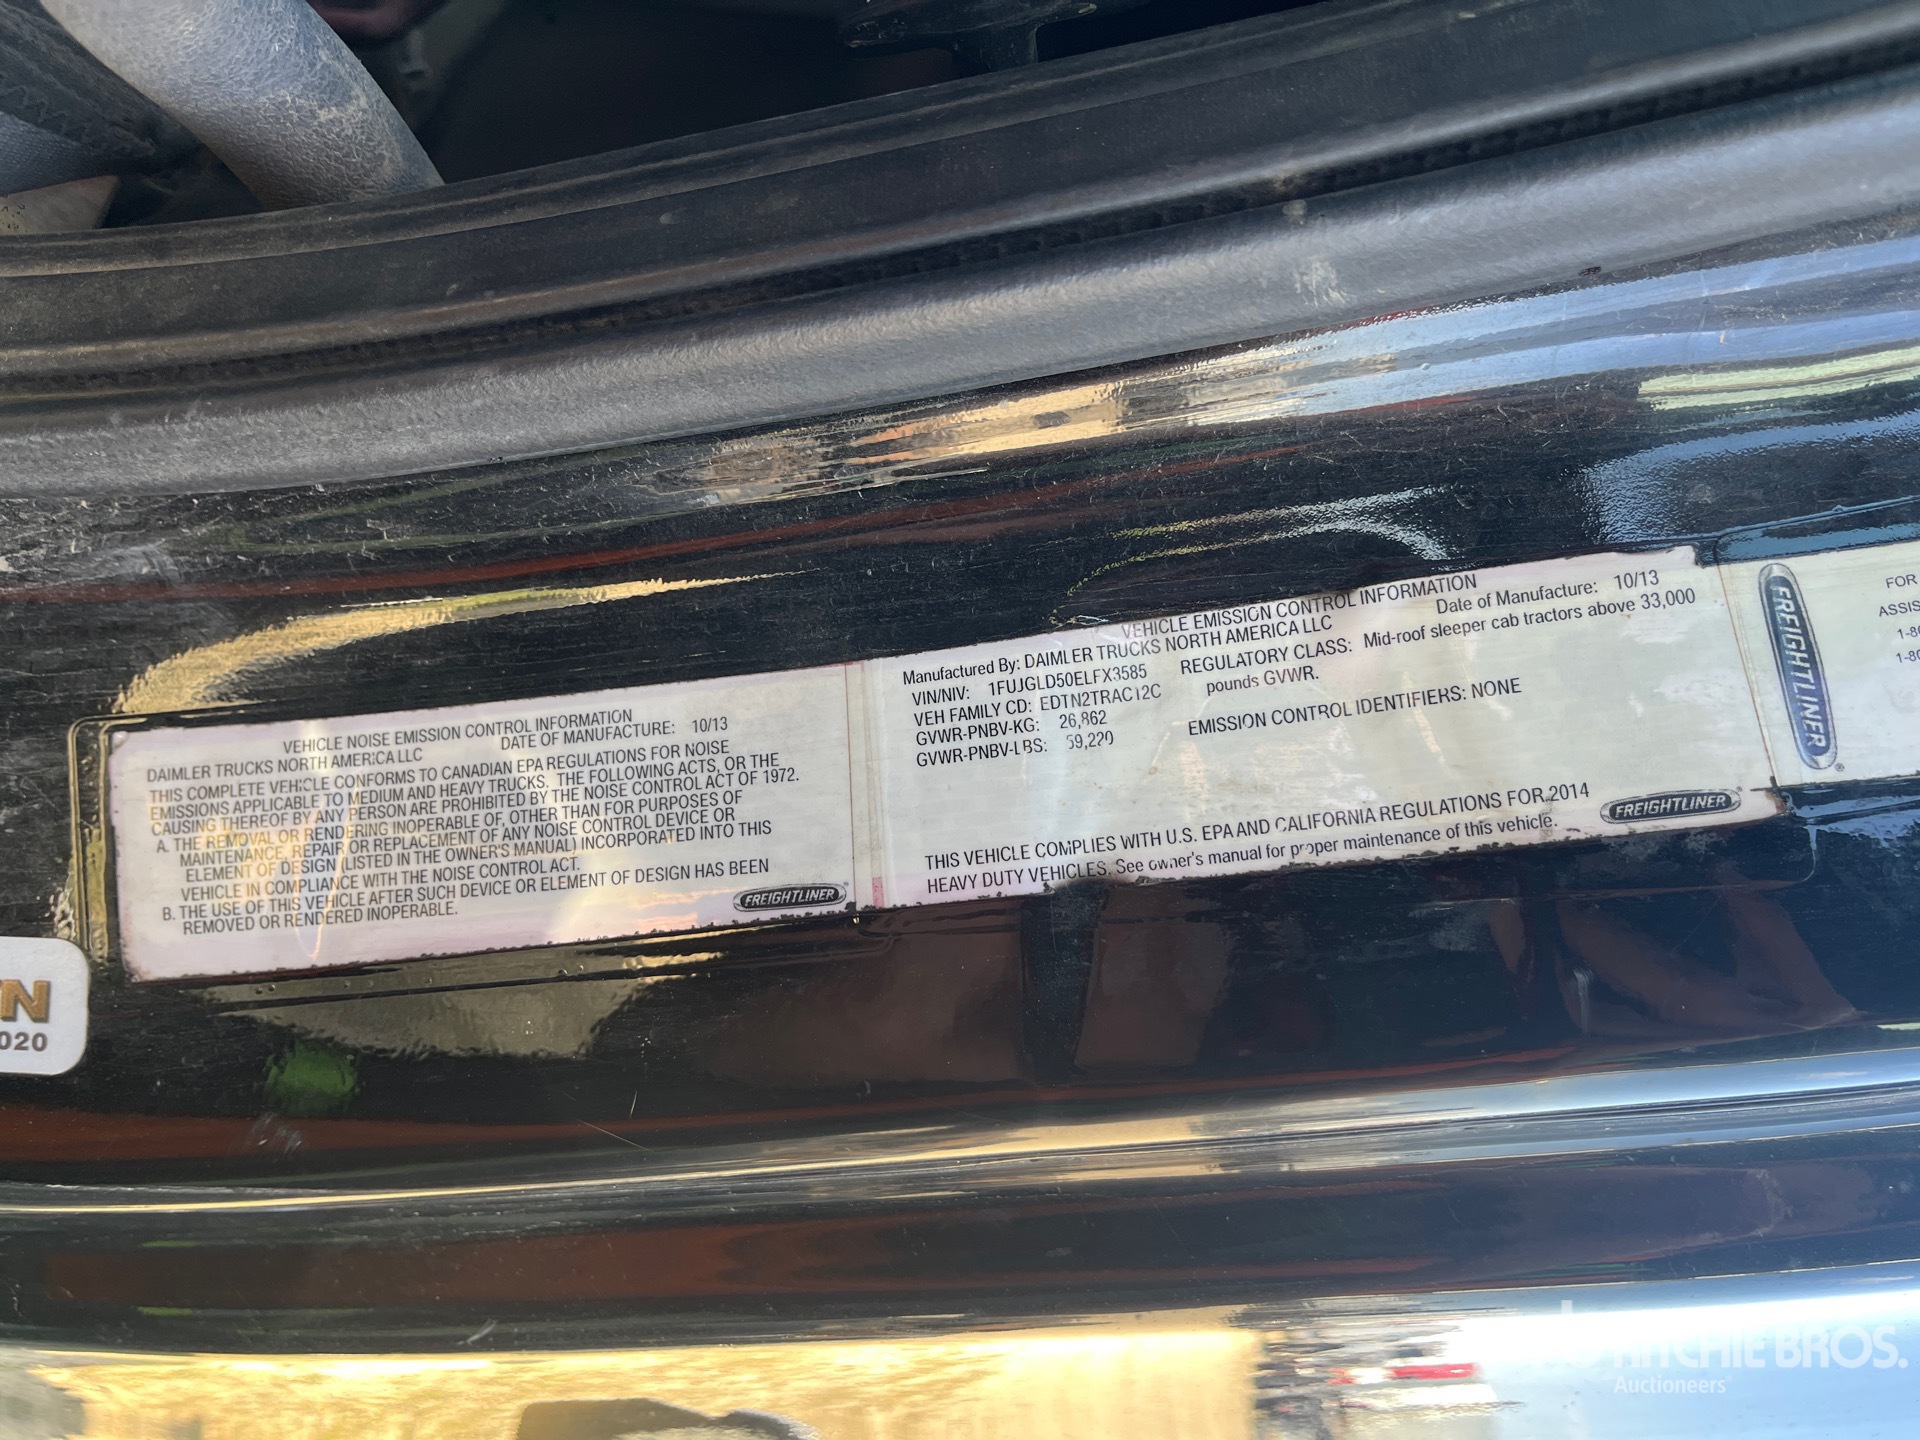 VEHICLE NOISE EMISSION CONTROL INFORMATION
DATE OF MANUFACTURE: 10/13
DAIMLER TRUCKS NORTH AMERICA LLC
THIS COMPLETE VEHICLE CONFORMS TO CANADIAN EPA REGULATIONS FOR NOISE
EMISSIONS APPLICABLE TO MEDIUM AND HEAVY TRUCKS. THE FOLLOWING ACTS, OR THE
CAUSING THEREOF BY ANY PERSON ARE PROHIBITED BY THE NOISE CONTROL ACT OF 1972.
A. THE REMOVAL OR RENDERING INOPERABLE OF, OTHER THAN FOR PURPOSES OF
MAINTENANCE, REPAIR OR REPLACEMENT OF ANY NOISE CONTROL DEVICE OR
ELEMENT OF DESIGN (LISTED IN THE OWNER'S MANUAL) INCORPORATED INTO THIS
VEHICLE IN COMPLIANCE WITH THE NOISE CONTROL ACT.
B. THE USE OF THIS VEHICLE AFTER SUCH DEVICE OR ELEMENT OF DESIGN HAS BEEN
REMOVED OR RENDERED INOPERABLE.
FREIGHTLINER
VEHICLE EMISSION CONTROL INFORMATION
Manufactured By: DAIMLER TRUCKS NORTH AMERICA LLC
Date of Manufacture: 10/13
VIN/NIV: 1FUJGLD50ELFX3585
REGULATORY CLASS: Mid-roof sleeper cab tractors above 33,000
pounds GVWR.
VEH FAMILY CD: EDTN2TRAC12C
GVWR-PNBV-KG: 26,862
GVWR-PNBV-LBS: 59,220
EMISSION CONTROL IDENTIFIERS: NONE
THIS VEHICLE COMPLIES WITH U.S. EPA AND CALIFORNIA REGULATIONS FOR 2014
HEAVY DUTY VEHICLES. See owner's manual for proper maintenance of this vehicle.
FREIGHTLINER
FREIGHTLINER
FOR
ASSIS
1-80
TN
020
RITCHIE BROS.
Auctioneers